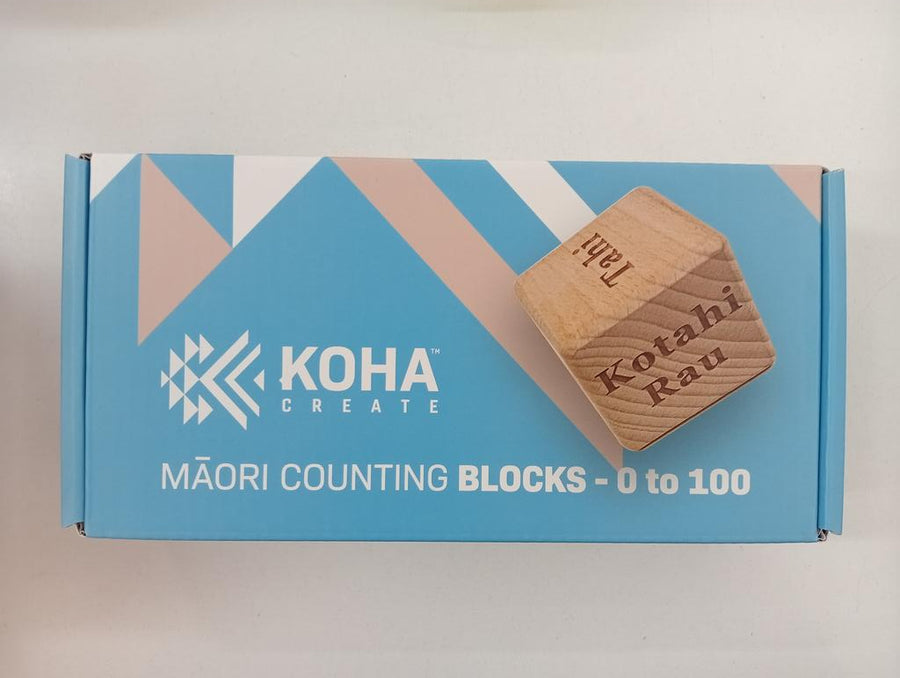 KOHA™
CREATE
MĀORI COUNTING BLOCKS - 0 to 100
Tahi
Kotahi
Rau